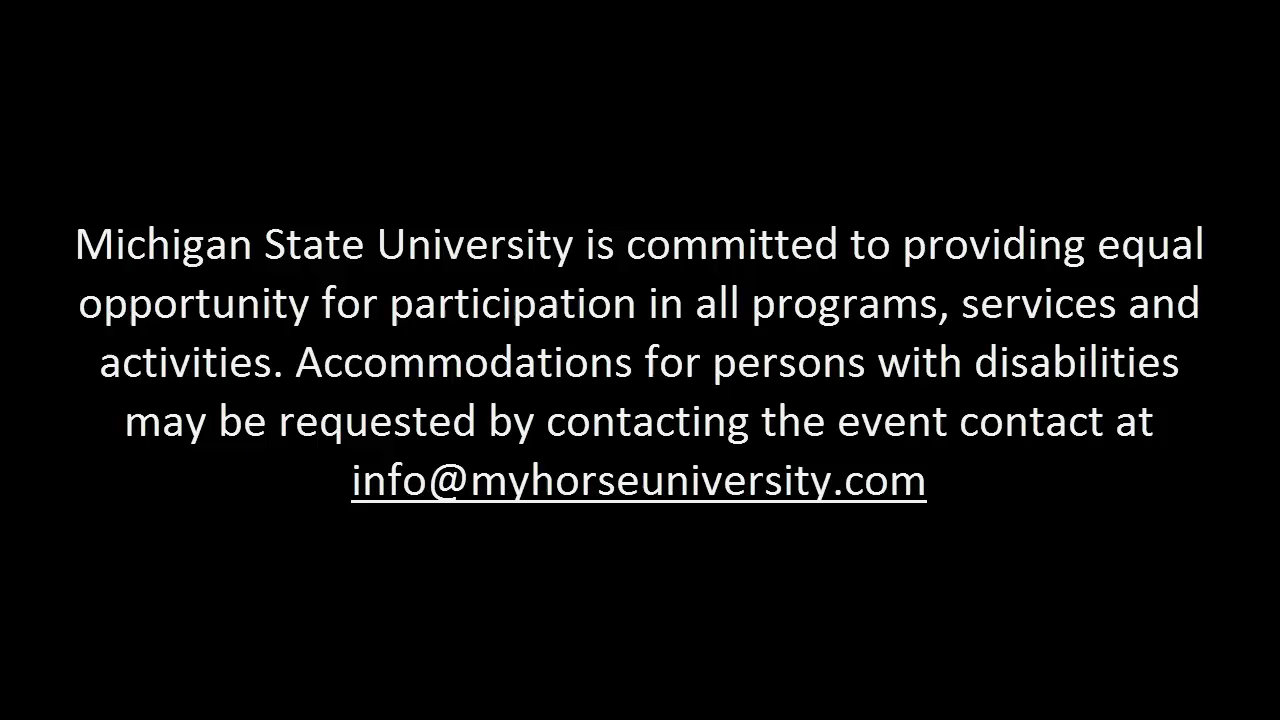 Michigan State University is committed to providing equal
opportunity for participation in all programs, services and
activities. Accommodations for persons with disabilities
may be requested by contacting the event contact at
info@myhorseuniversity.com